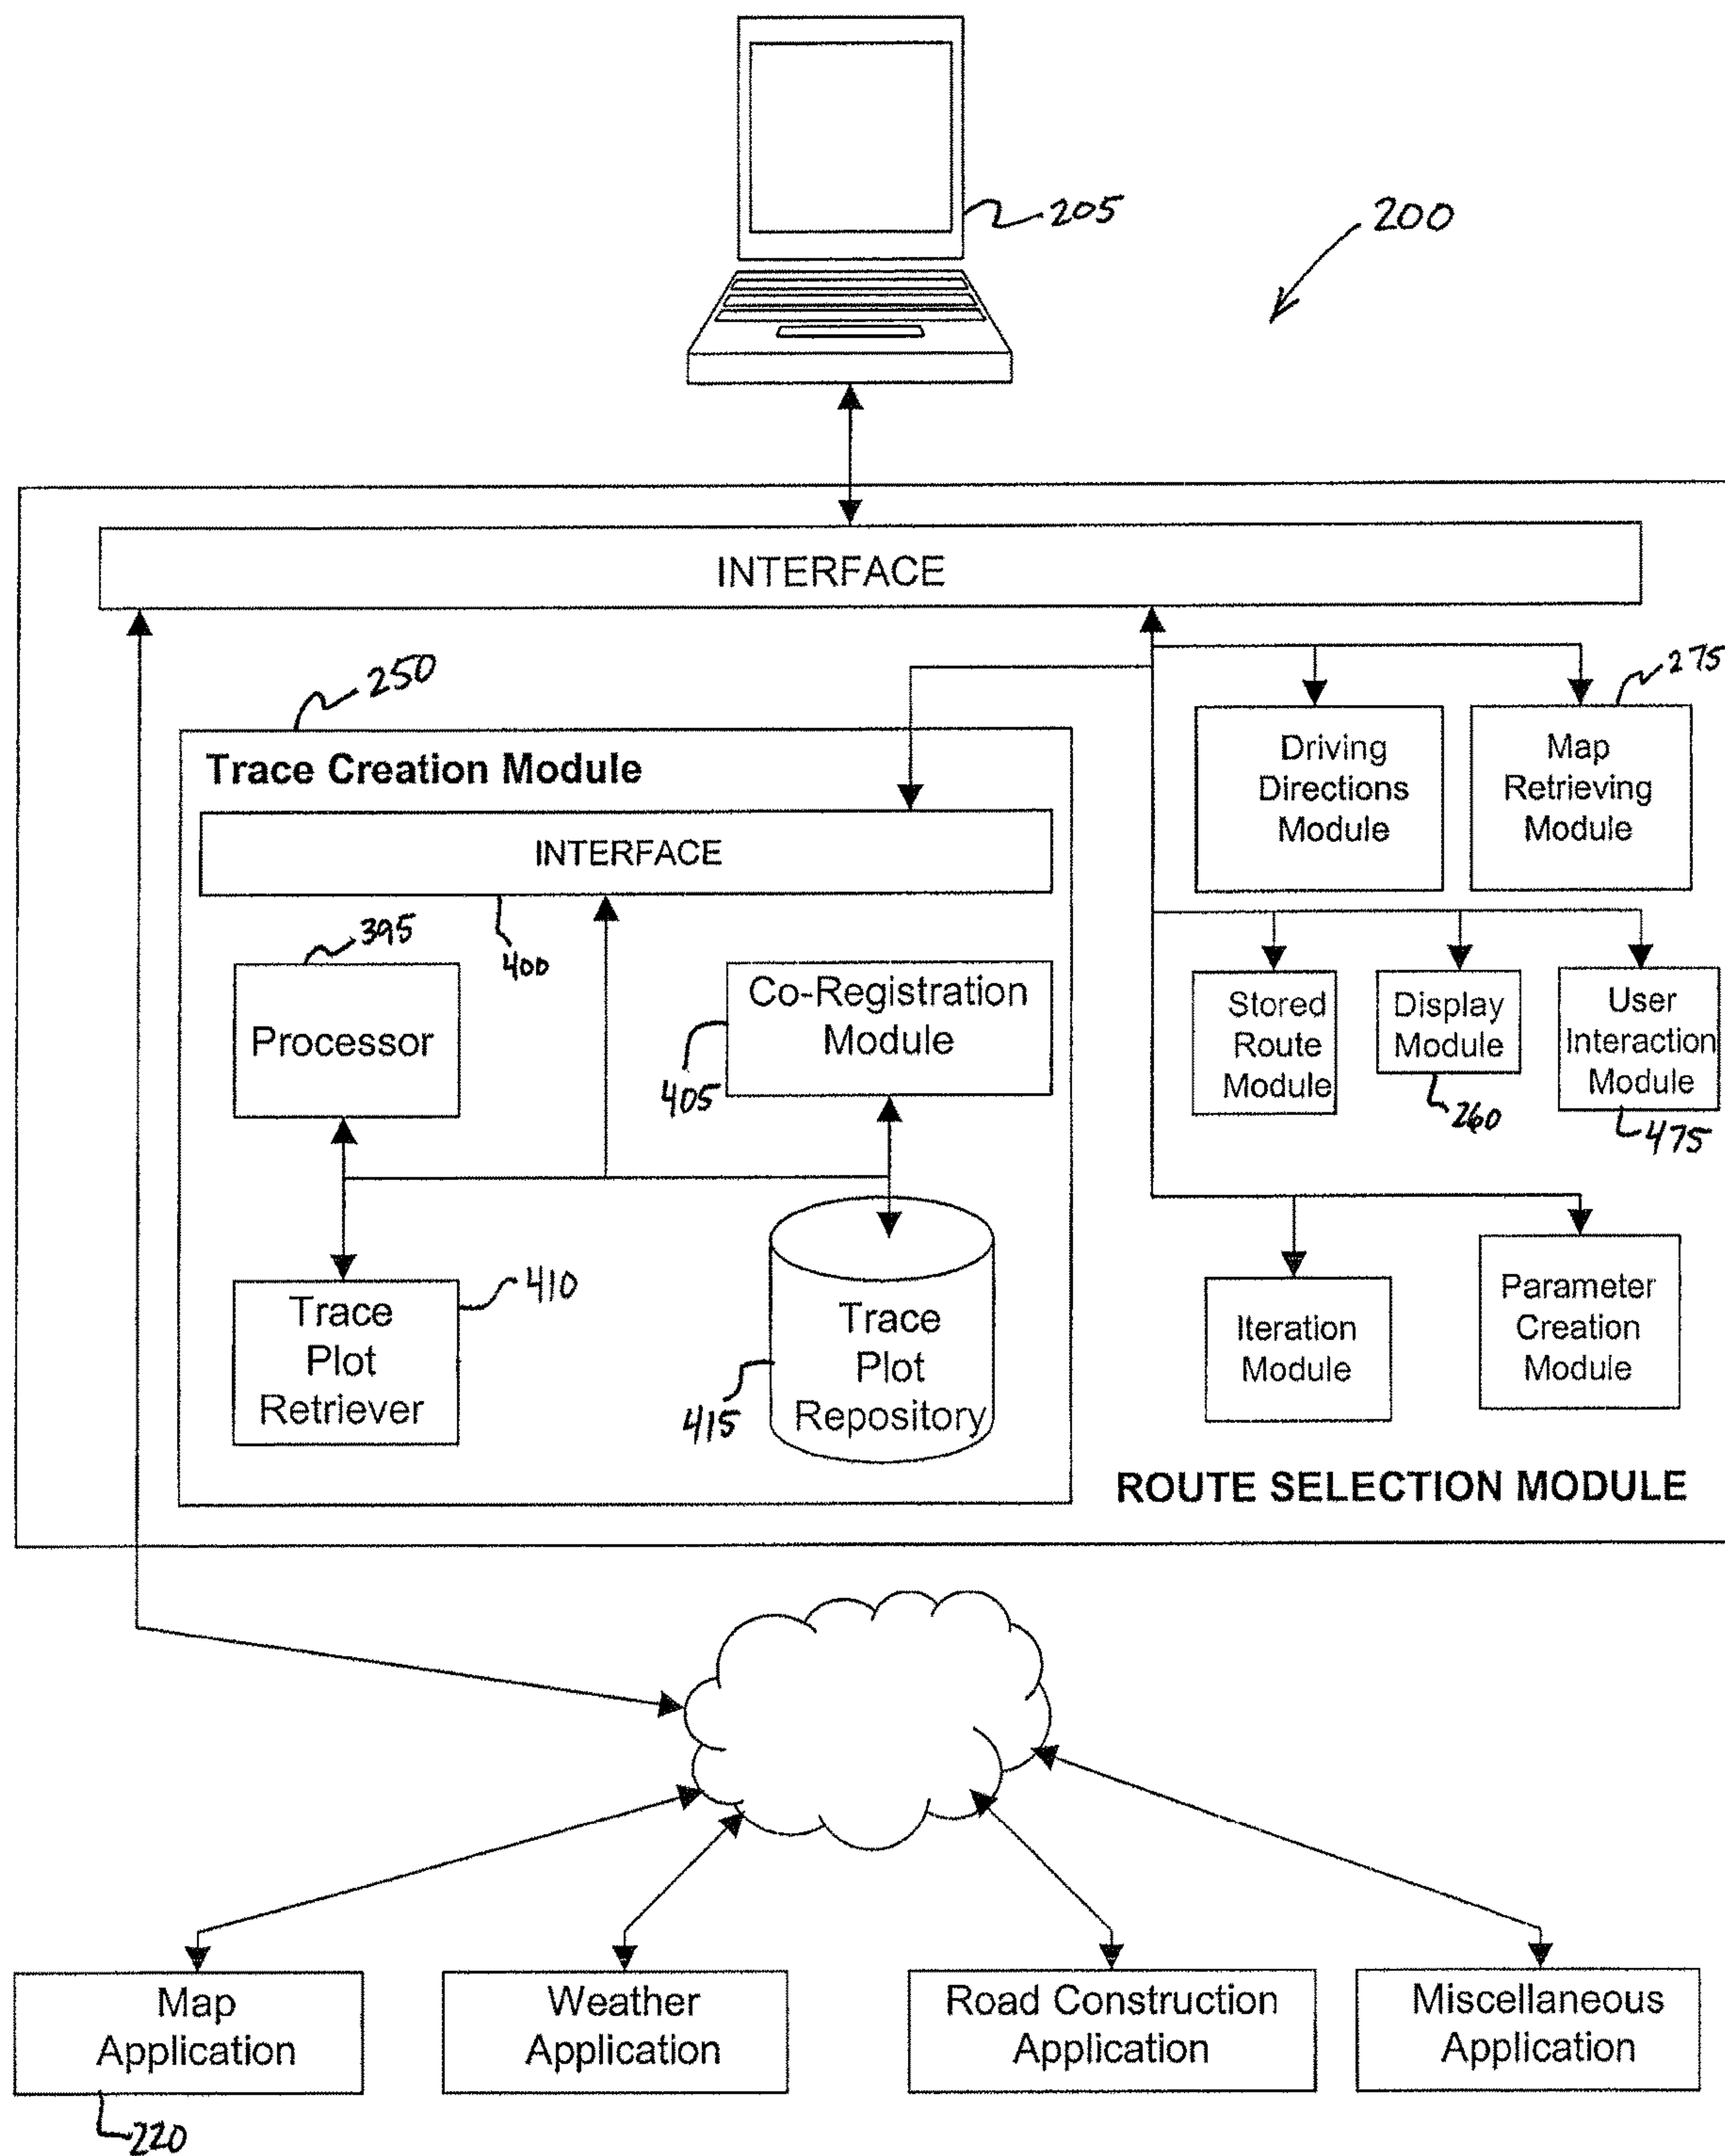 205
200
INTERFACE
250
275
Trace Creation Module
Driving
Directions
Module
Map
Retrieving
Module
INTERFACE
395
400
Processor
Co-Registration
Module
405
Stored
Route
Module
Display
Module
260
User
Interaction
Module
475
Trace
Plot
Retriever
410
Trace
Plot
Repository
415
Iteration
Module
Parameter
Creation
Module
ROUTE SELECTION MODULE
Map
Application
220
Weather
Application
Road Construction
Application
Miscellaneous
Application